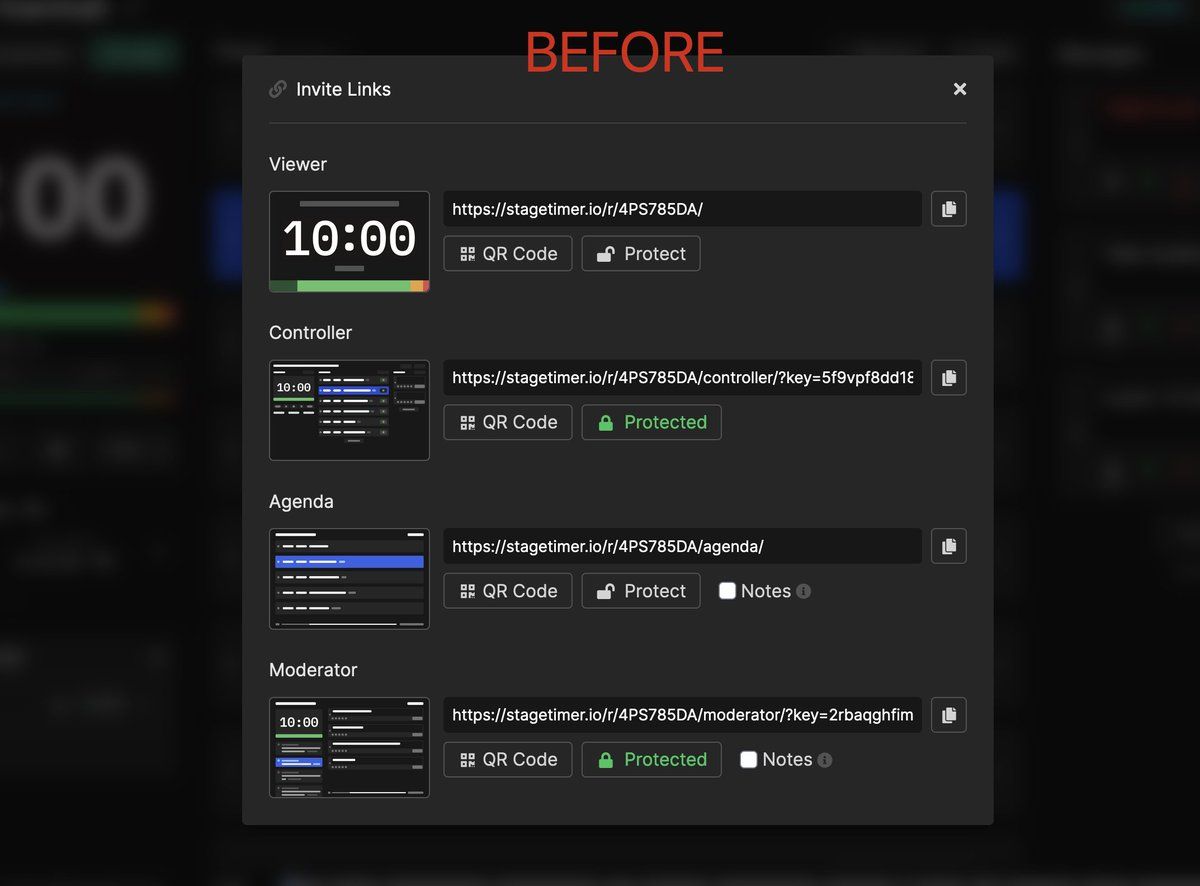 BEFORE
Invite Links
Viewer
10:00
https://stagetimer.io/r/4PS785DA/
QR Code
Protect
Controller
10:00
https://stagetimer.io/r/4PS785DA/controller/?key=5f9vpf8dd18
QR Code
Protected
Agenda
https://stagetimer.io/r/4PS785DA/agenda/
QR Code
Protect
Notes
Moderator
10:00
https://stagetimer.io/r/4PS785DA/moderator/?key=2rbaqghfim
QR Code
Protected
Notes
:00